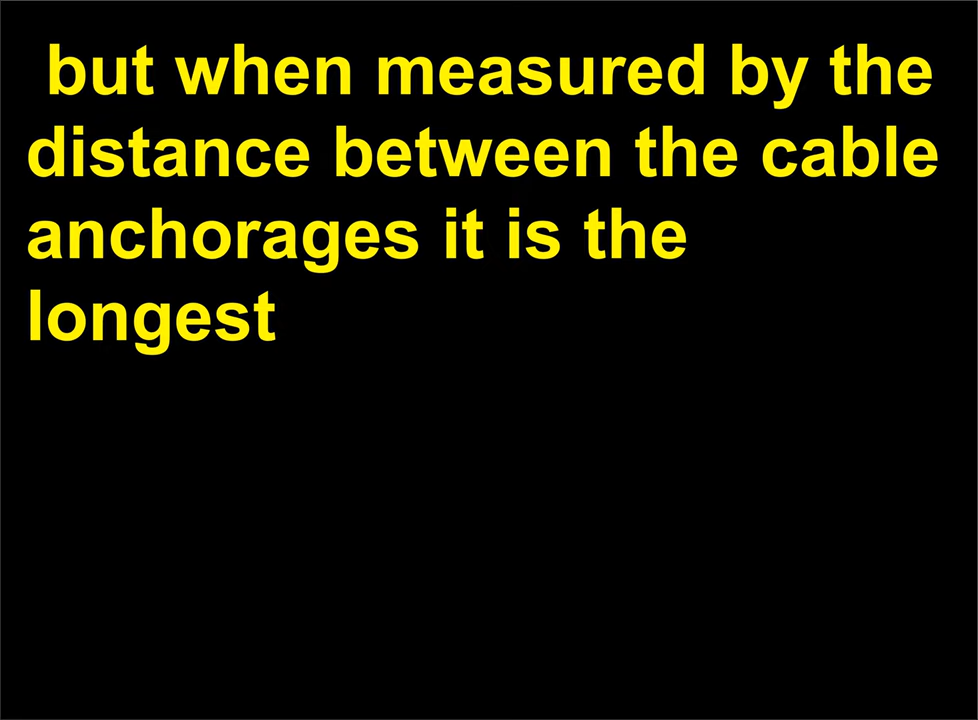 but when measured by the
distance between the cable
anchorages it is the
longest